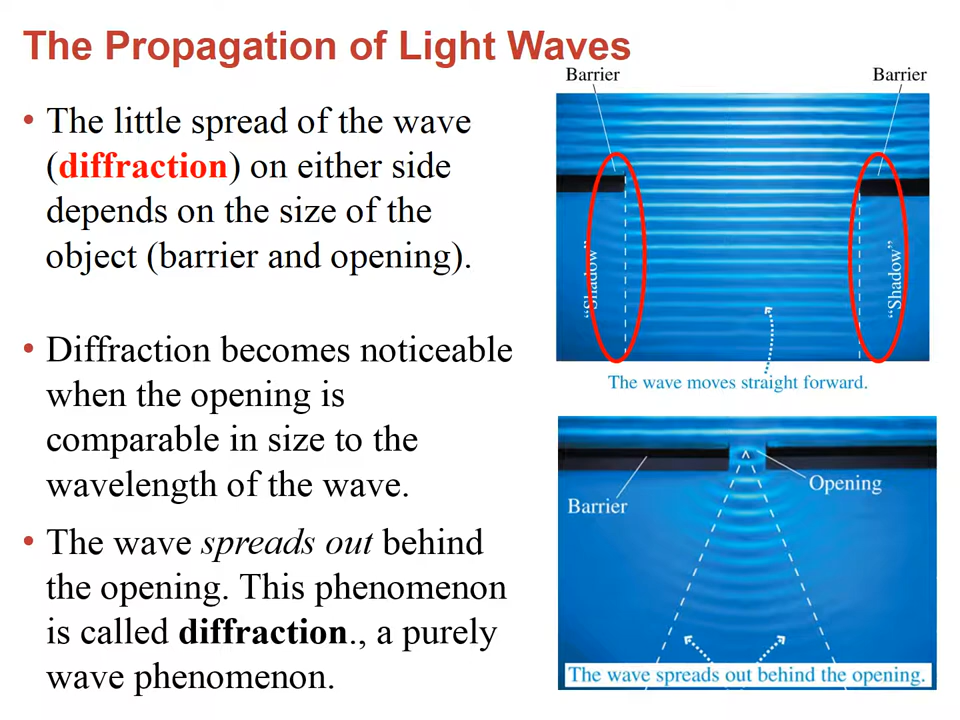 The Propagation of Light Waves
• The little spread of the wave
(diffraction) on either side
depends on the size of the
object (barrier and opening).
• Diffraction becomes noticeable
when the opening is
comparable in size to the
wavelength of the wave.
• The wave spreads out behind
the opening. This phenomenon
is called diffraction., a purely
wave phenomenon.
Barrier
Barrier
“Shadow”
“Shadow”
The wave moves straight forward.
Opening
Barrier
The wave spreads out behind the opening.